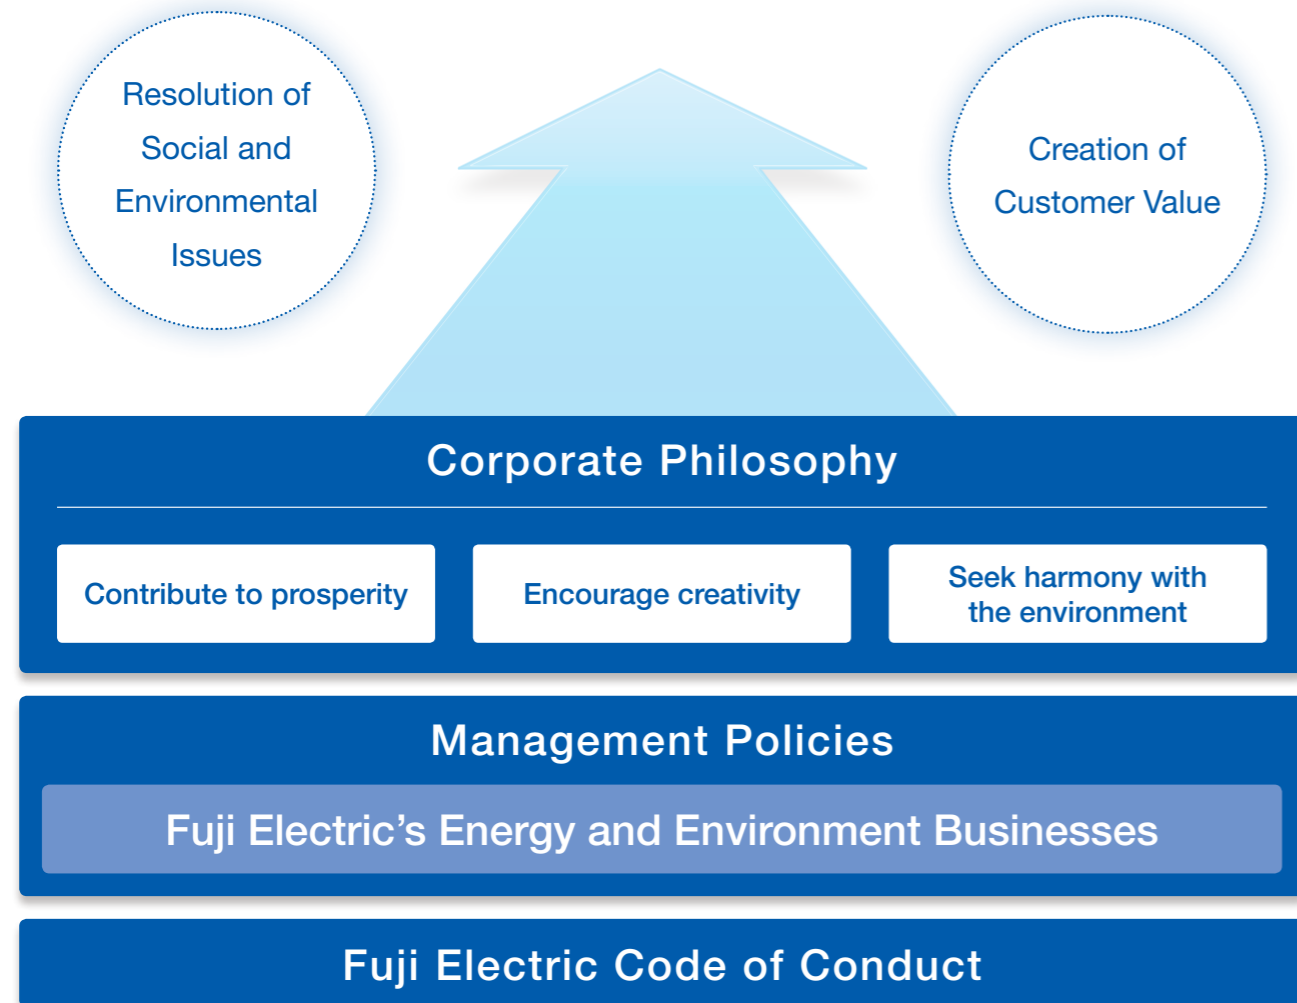 Resolution of
Social and
Environmental
Issues
Creation of
Customer Value
Corporate Philosophy
Contribute to prosperity
Encourage creativity
Seek harmony with
the environment
Management Policies
Fuji Electric’s Energy and Environment Businesses
Fuji Electric Code of Conduct